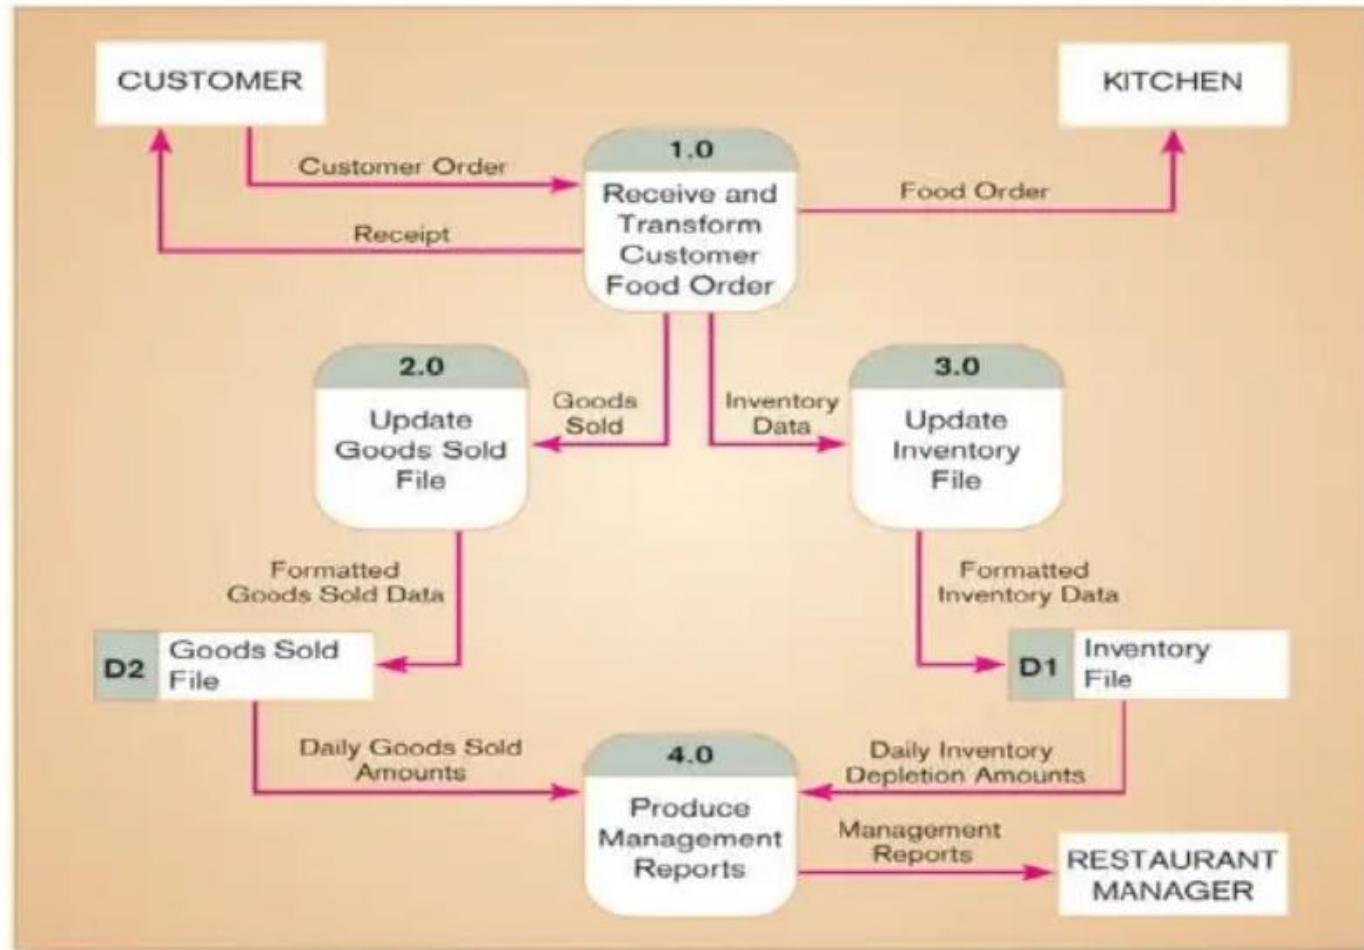 CUSTOMER
KITCHEN
1.0
Receive and
Transform
Customer
Food Order
Customer Order
Receipt
Food Order
2.0
Update
Goods Sold
File
Goods
Sold
Inventory
Data
3.0
Update
Inventory
File
Formatted
Goods Sold Data
Formatted
Inventory Data
D2
Goods Sold
File
D1
Inventory
File
Daily Goods Sold
Amounts
4.0
Produce
Management
Reports
Daily Inventory
Depletion Amounts
Management
Reports
RESTAURANT
MANAGER